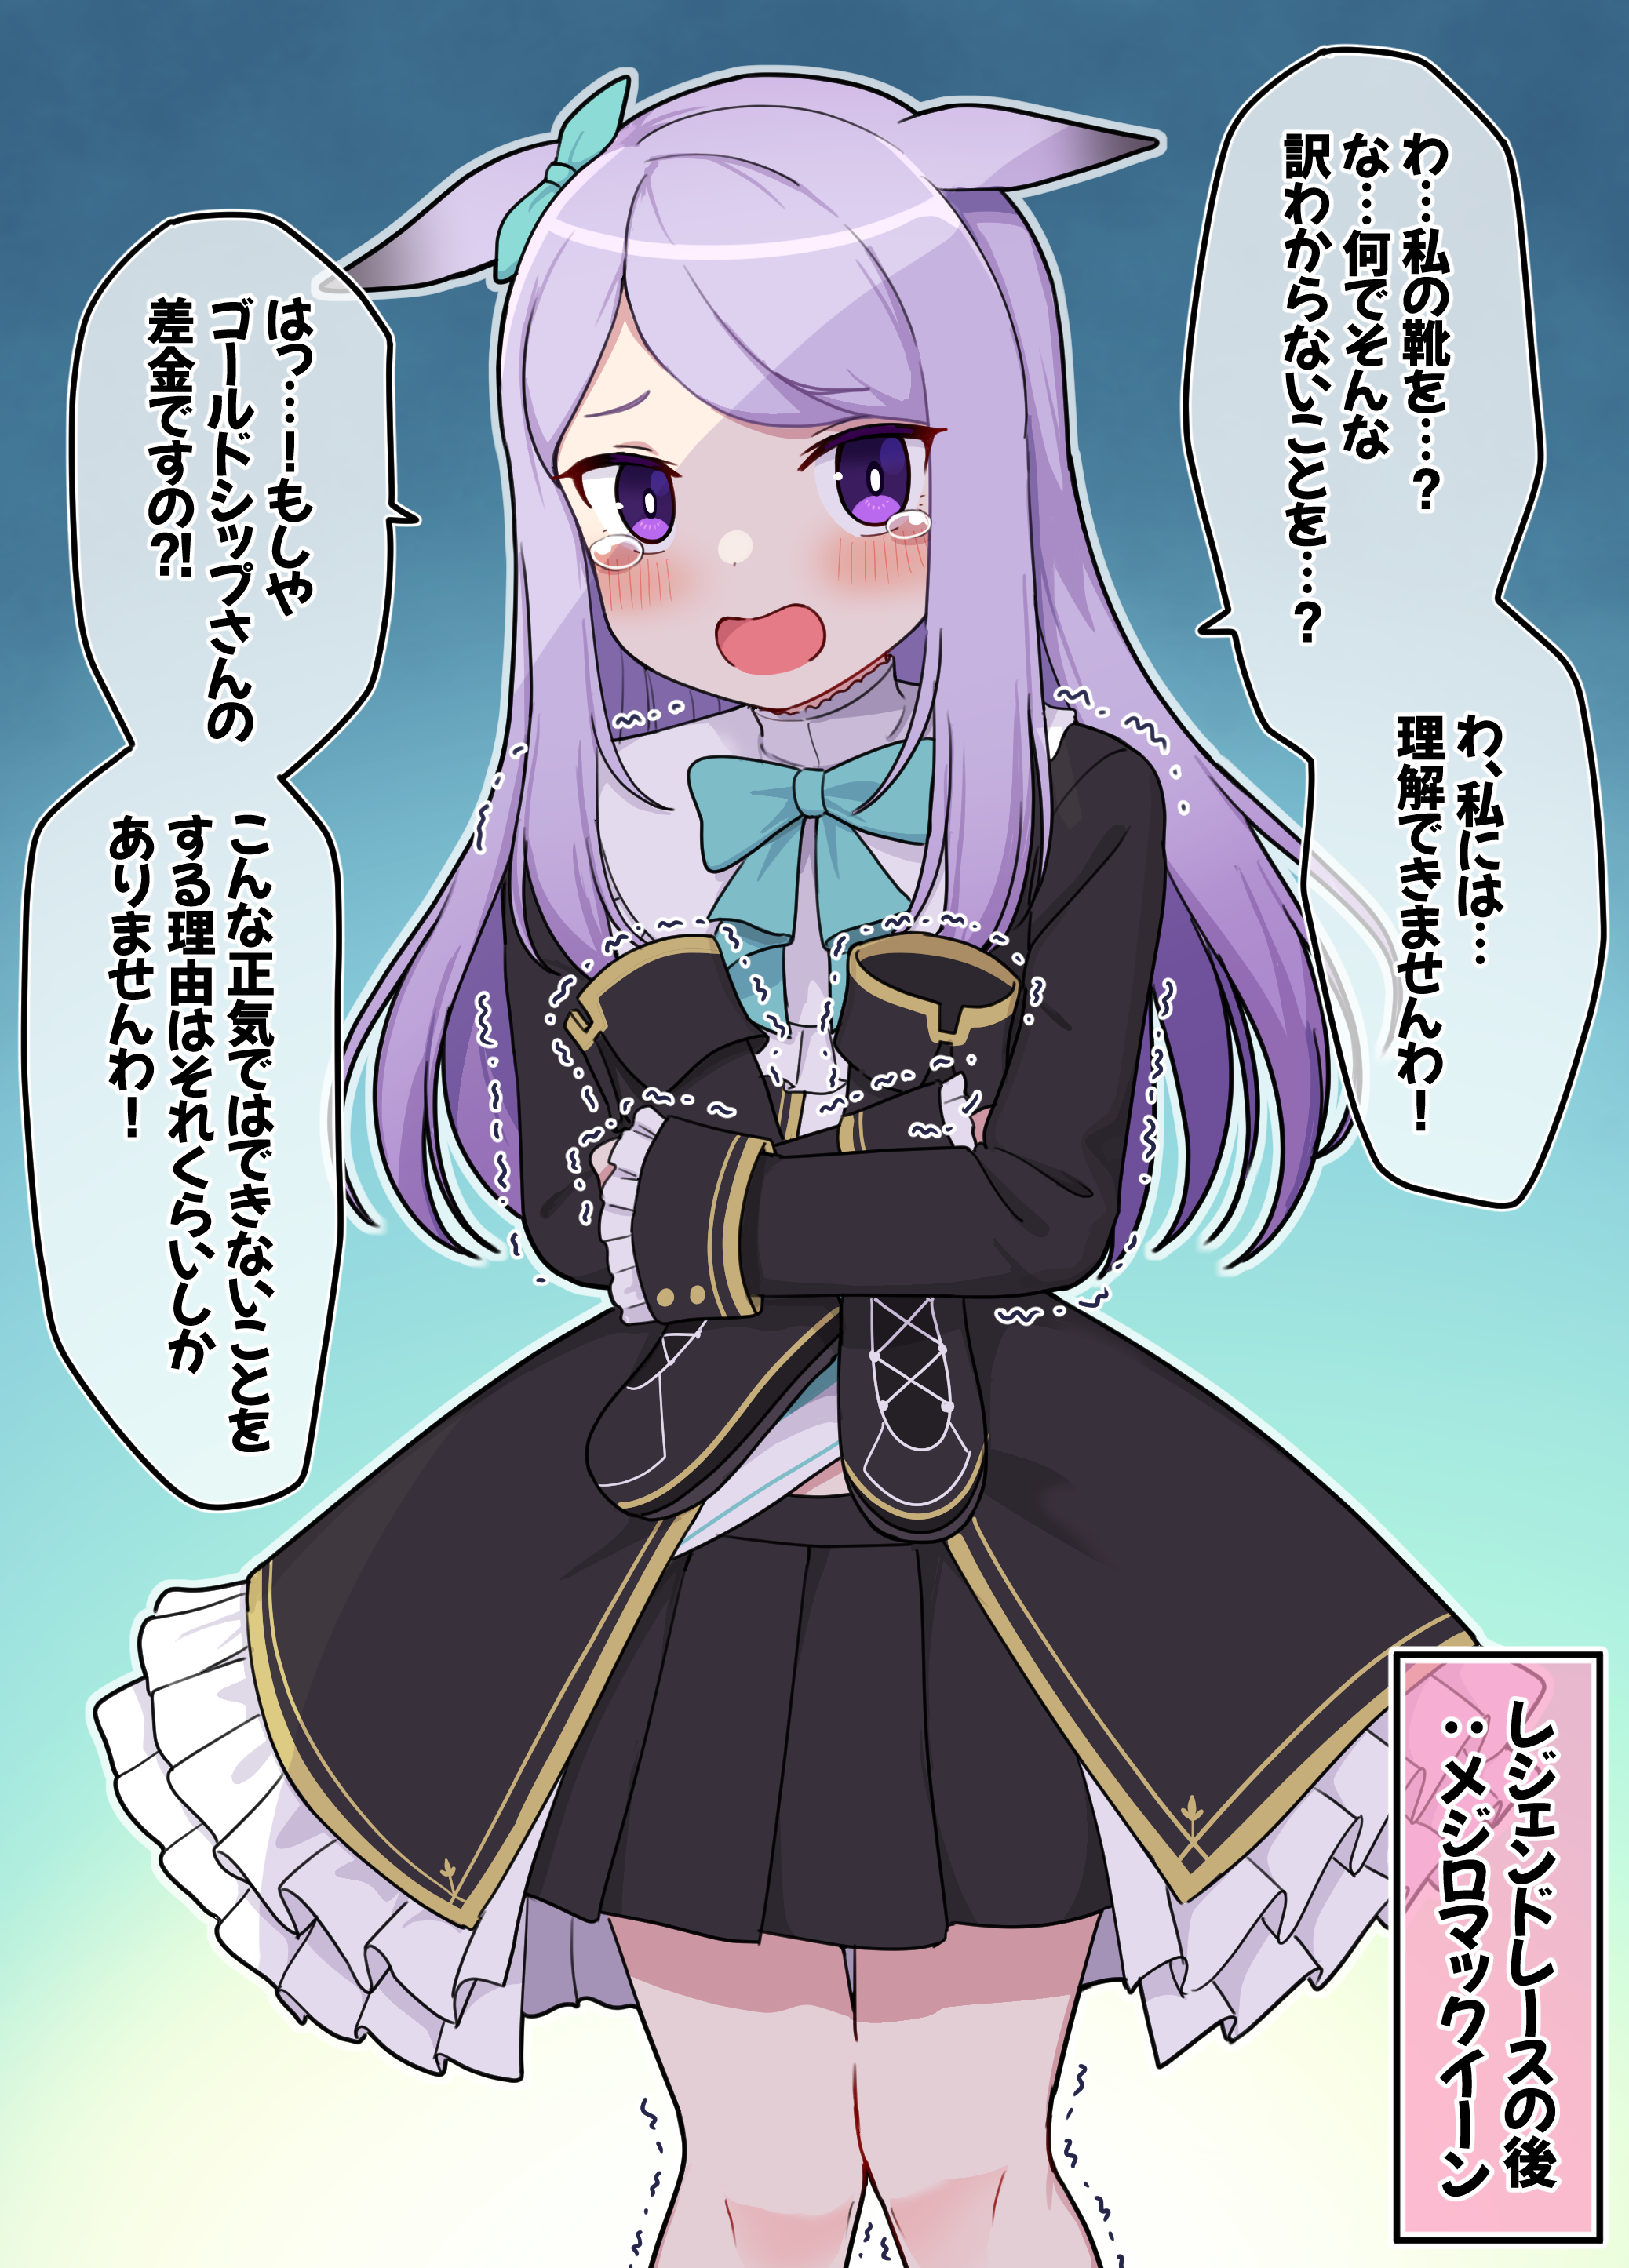 わ…私の靴を……?
な…何でそんな
訳わからないことを……?
わ、私には…
理解できませんわ!
はっ……!もしや
ゴールドシップさんの
差金ですの?!
こんな正気ではできないことを
する理由はそれくらいしか
ありませんわ!
レジェンドレースの後
:メジロマックイーン